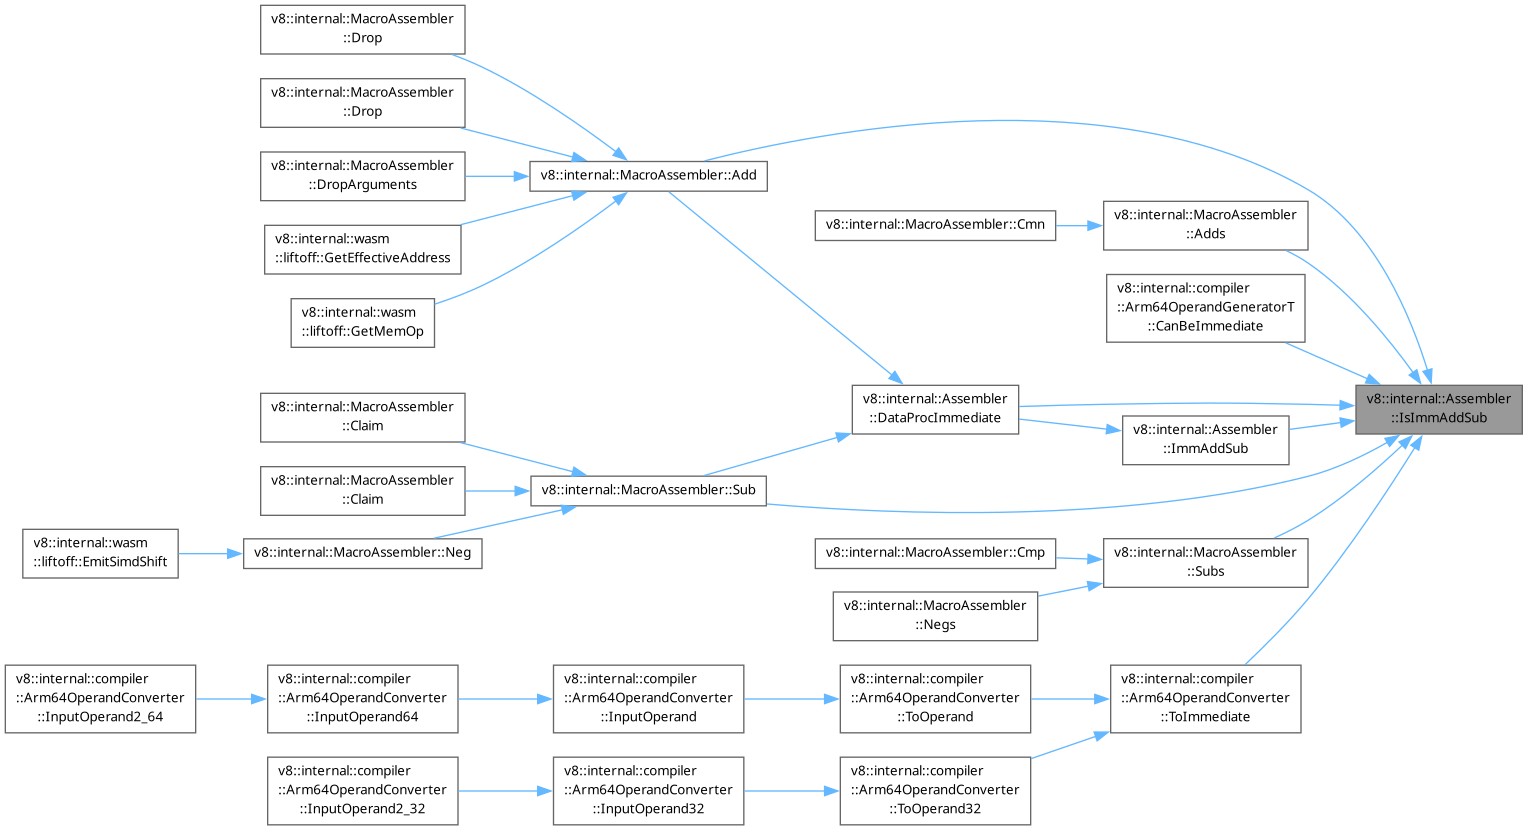 v8::internal::MacroAssembler
::Drop
v8::internal::MacroAssembler
::Drop
v8::internal::MacroAssembler
::DropArguments
v8::internal::MacroAssembler::Add
v8::internal::MacroAssembler
::Adds
v8::internal::MacroAssembler::Cmn
v8::internal::wasm
::liftoff::GetEffectiveAddress
v8::internal::compiler
::Arm64OperandGeneratorT
::CanBeImmediate
v8::internal::wasm
::liftoff::GetMemOp
v8::internal::Assembler
::DataProcImmediate
v8::internal::Assembler
::IsImmAddSub
v8::internal::MacroAssembler
::Claim
v8::internal::Assembler
::ImmAddSub
v8::internal::MacroAssembler
::Claim
v8::internal::MacroAssembler::Sub
v8::internal::wasm
::liftoff::EmitSimdShift
v8::internal::MacroAssembler::Neg
v8::internal::MacroAssembler::Cmp
v8::internal::MacroAssembler
::Subs
v8::internal::MacroAssembler
::Negs
v8::internal::compiler
::Arm64OperandConverter
::InputOperand2_64
v8::internal::compiler
::Arm64OperandConverter
::InputOperand64
v8::internal::compiler
::Arm64OperandConverter
::InputOperand
v8::internal::compiler
::Arm64OperandConverter
::ToOperand
v8::internal::compiler
::Arm64OperandConverter
::ToImmediate
v8::internal::compiler
::Arm64OperandConverter
::InputOperand2_32
v8::internal::compiler
::Arm64OperandConverter
::InputOperand32
v8::internal::compiler
::Arm64OperandConverter
::ToOperand32